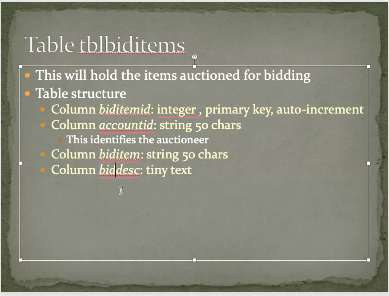 Table tblbiditems
This will hold the items auctioned for bidding
Table structure
Column biditemid: integer , primary key, auto-increment
Column accountid: string 50 chars
This identifies the auctioneer
Column biditem: string 50 chars
Column biddesc: tiny text